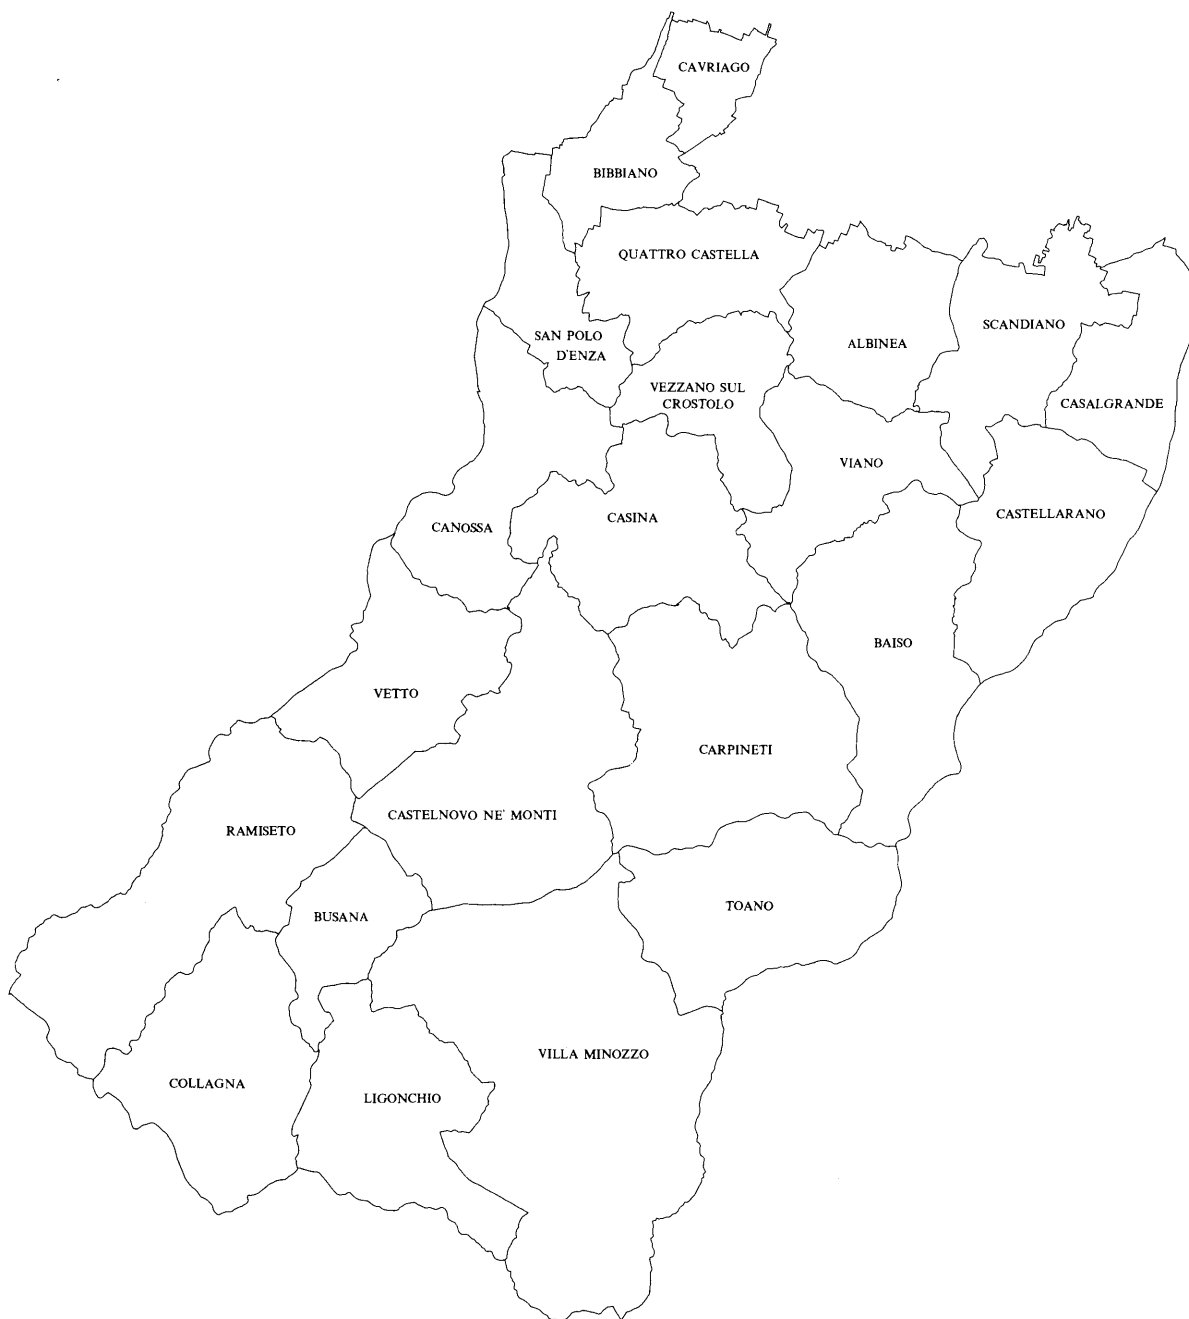 CAVRIAGO
BIBBIANO
QUATTRO CASTELLA
SCANDIANO
SAN POLO
D'ENZA
ALBINEA
VEZZANO SUL
CROSTOLO
CASALGRANDE
VIANO
CASTELLARANO
CASINA
CANOSSA
BAISO
VETTO
CARPINETI
CASTELNOVO NE' MONTI
RAMISETO
TOANO
BUSANA
VILLA MINOZZO
COLLAGNA
LIGONCHIO